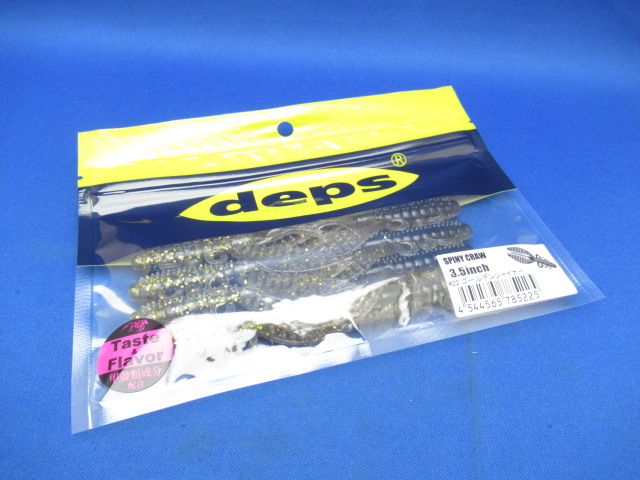 deps®
SPINY CRAW
3.5inch
#22 ゴールデンシャイナー
4 544565 785225
Taste
&
Flavor
甲殻類成分
配合